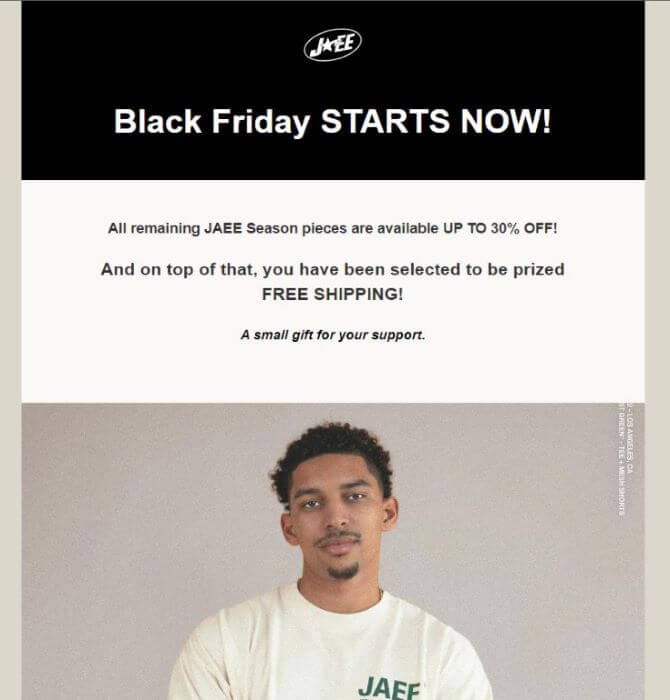 JAEE
Black Friday STARTS NOW!
All remaining JAEE Season pieces are available UP TO 30% OFF!
And on top of that, you have been selected to be prized
FREE SHIPPING!
A small gift for your support.
- LOS ANGELES, CA
GREEN' - TEE + MESH SHORTS
JAEE